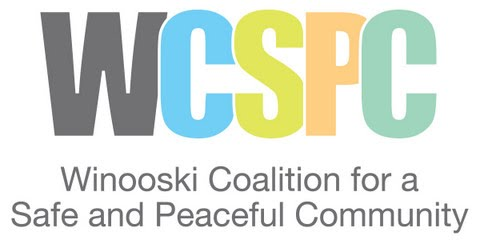 WCSPC
Winooski Coalition for a
Safe and Peaceful Community